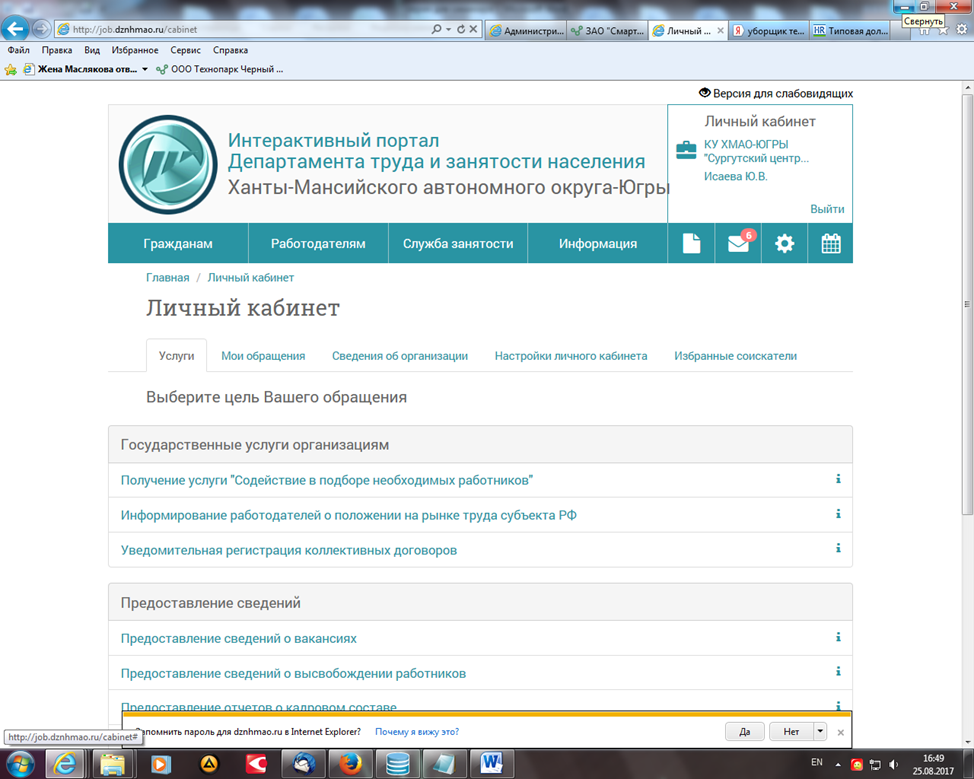 http://job.dznhmao.ru/cabinet
Администри...
ЗАО "Смарт...
Личный ...
уборщик те...
Типовая дол...
Свернуть
Файл Правка Вид Избранное Сервис Справка
Жена Маслякова отв...
ООО Технопарк Черный ...
Версия для слабовидящих
Интерактивный портал
Департамента труда и занятости населения
Ханты-Мансийского автономного округа-Югры
Личный кабинет
КУ ХМАО-ЮГРЫ
"Сургутский центр...
Исаева Ю.В.
Выйти
Гражданам Работодателям Служба занятости Информация 6
Главная / Личный кабинет
Личный кабинет
Услуги Мои обращения Сведения об организации Настройки личного кабинета Избранные соискатели
Выберите цель Вашего обращения
Государственные услуги организациям
Получение услуги "Содействие в подборе необходимых работников"
Информирование работодателей о положении на рынке труда субъекта РФ
Уведомительная регистрация коллективных договоров
Предоставление сведений
Предоставление сведений о вакансиях
Предоставление сведений о высвобождении работников
Предоставление отчетов о кадровом составе
пароль для dznhmao.ru в Internet Explorer? Почему я вижу это? Да Нет
http://job.dznhmao.ru/cabinet#
EN
16:49
25.08.2017